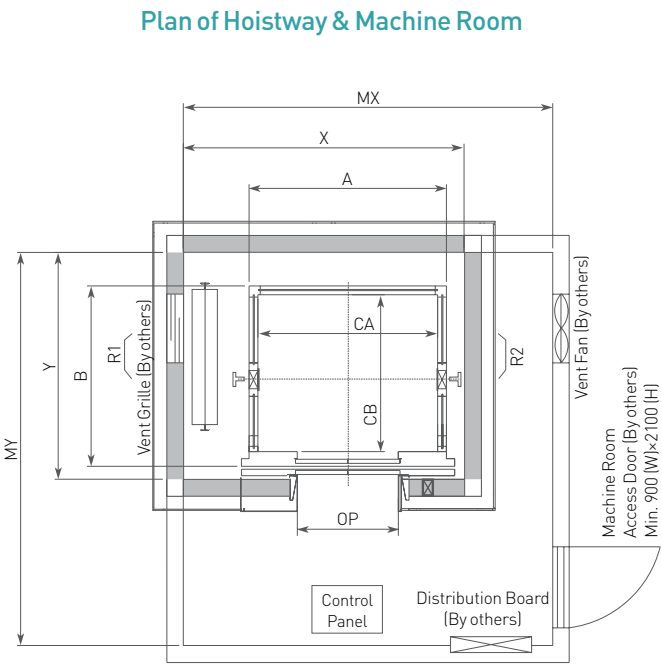 Plan of Hoistway & Machine Room
MX
X
A
MY
Y
B
R1
Vent Grille (By others)
CA
CB
R2
Vent Fan (By others)
Machine Room
Access Door (By others)
Min. 900 (W)×2100 (H)
OP
Control
Panel
Distribution Board
(By others)